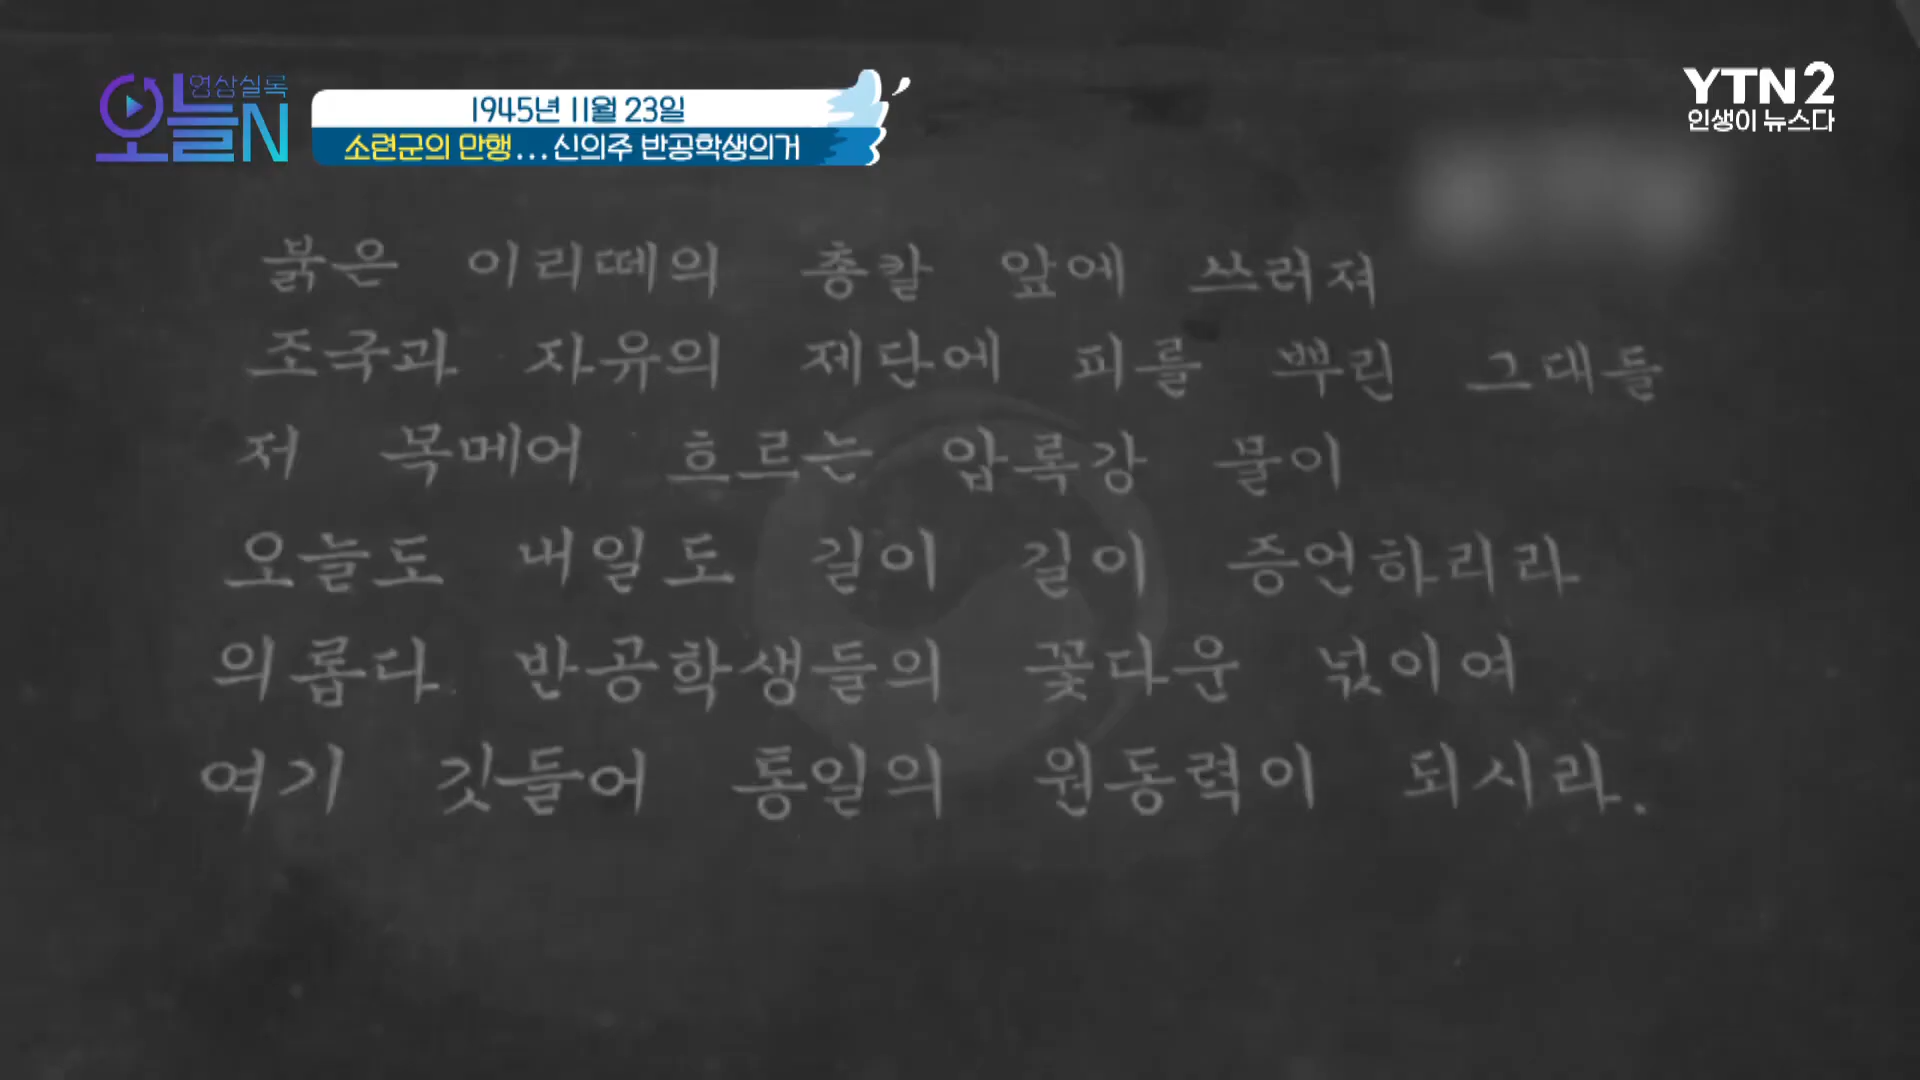 영상실록
오늘N
1945년 11월 23일
소련군의 만행...신의주 반공학생의거
YTN2
인생이 뉴스다
붉은 이리떼의 총칼 앞에 쓰러져
조국과 자유의 제단에 피를 뿌린 그대들
저 목메어 흐르는 압록강 물이
오늘도 내일도 길이 길이 증언하리라
의롭다 반공학생들의 꽃다운 넋이여
여기 깃들어 통일의 원동력이 되시라.